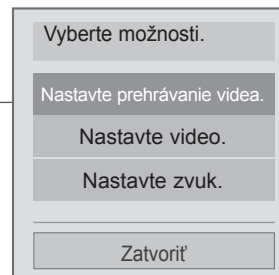 Vyberte možnosti.
Nastavte prehrávanie videa.
Nastavte video.
Nastavte zvuk.
Zatvoriť